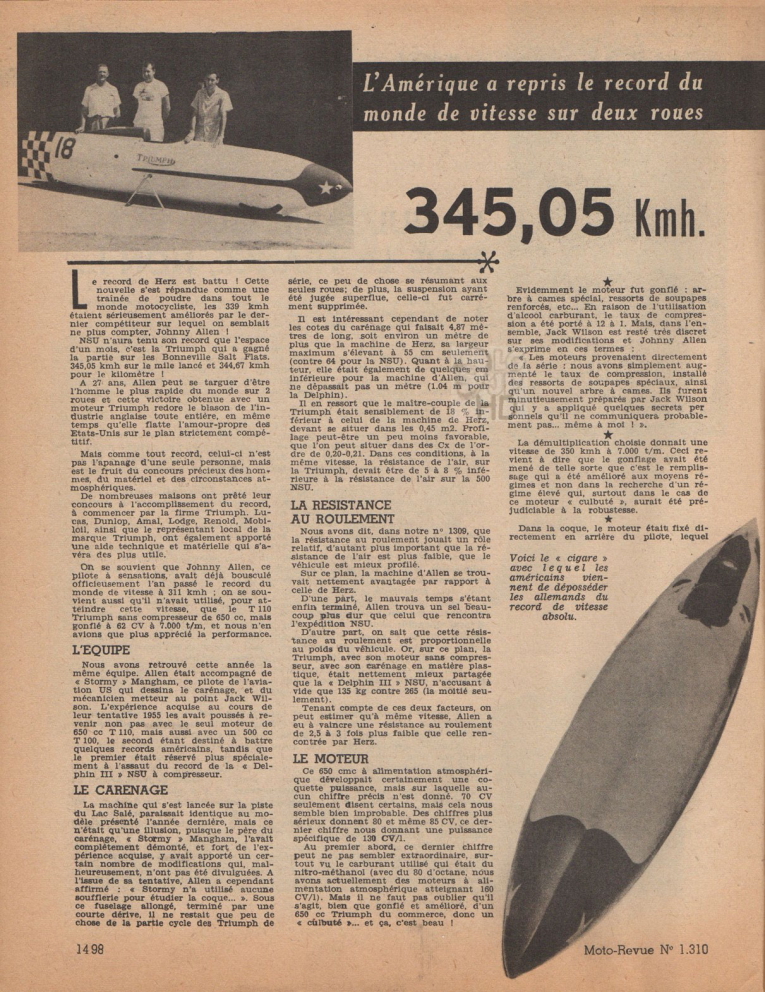 18
TRIUMPH
L'Amérique a repris le record du
monde de vitesse sur deux roues
345,05 Kmh.
Le record de Herz est battu ! Cette
nouvelle s'est répandue comme une
trainée de poudre dans tout le
monde motocycliste, les 339 kmh
étaient sérieusement améliorés par le der-
nier compétiteur sur lequel on semblait
ne plus compter, Johnny Allen !
NSU n'aura tenu son record que l'espace
d'un mois, c'est la Triumph qui a gagné
la partie sur les Bonneville Salt Flats.
345,05 kmh sur le mile lancé et 344,67 kmh
pour le kilomètre !
A 27 ans, Allen peut se targuer d'être
l'homme le plus rapide du monde sur 2
roues et cette victoire obtenue avec un
moteur Triumph redore le blason de l'in-
dustrie anglaise toute entière, en même
temps qu'elle flatte l'amour-propre des
Etats-Unis sur le plan strictement compé-
titif.
Mais comme tout record, celui-ci n'est
pas l'apanage d'une seule personne, mais
est le fruit du concours précieux des hom-
mes, du matériel et des circonstances at-
mosphériques.
De nombreuses maisons ont prêté leur
concours à l'accomplissement du record,
à commencer par la firme Triumph. Lu-
cas, Dunlop, Amal, Lodge, Renold, Mobi-
loil, ainsi que le représentant local de la
marque Triumph, ont également apporté
une aide technique et matérielle qui s'a-
véra des plus utile.
On se souvient que Johnny Allen, ce
pilote à sensations, avait déjà bousculé
officieusement l'an passé le record du
monde de vitesse à 311 kmh ; on se sou-
vient aussi qu'il n'avait utilisé, pour at-
teindre cette vitesse, que le T 110
Triumph sans compresseur de 650 cc, mais
gonflé à 62 CV à 7.000 t/m, et nous n'en
avions que plus apprécié la performance.
L'EQUIPE
Nous avons retrouvé cette année la
même équipe. Allen était accompagné de
« Stormy » Mangham, ce pilote de l'avia-
tion US qui dessina le carénage, et du
mécanicien metteur au point Jack Wil-
son. L'expérience acquise au cours de
leur tentative 1955 les avait poussés à re-
venir non pas avec le seul moteur de
650 cc T 110, mais aussi avec un 500 cc
T 100, le second étant destiné à battre
quelques records américains, tandis que
le premier était réservé plus spéciale-
ment à l'assaut du record de la « Del-
phin III » NSU à compresseur.
LE CARENAGE
La machine qui s'est lancée sur la piste
du Lac Salé, paraissait identique au mo-
dèle présenté l'année dernière, mais ce
n'était qu'une illusion, puisque le père du
carénage, « Stormy » Mangham, l'avait
complètement démonté, et fort de l'ex-
périence acquise, y avait apporté un cer-
tain nombre de modifications qui, mal-
heureusement, n'ont pas été divulguées. A
l'issue de sa tentative, Allen a cependant
affirmé : « Stormy n'a utilisé aucune
soufflerie pour étudier la coque... ». Sous
ce fuselage allongé, terminé par une
courte dérive, il ne restait que peu de
chose de la partie cycle des Triumph de
série, ce peu de chose se résumant aux
seules roues; de plus, la suspension ayant
été jugée superflue, celle-ci fut carré-
ment supprimée.
Il est intéressant cependant de noter
les cotes du carénage qui faisait 4,87 mè-
tres de long, soit environ un mètre de
plus que la machine de Herz, sa largeur
maximum s'élevant à 55 cm seulement
(contre 64 pour la NSU). Quant à la hau-
teur, elle était également de quelques cm
inférieure pour la machine d'Allen, qui
ne dépassait pas un mètre (1.04 m pour
la Delphin).
Il en ressort que le maître-couple de la
Triumph était sensiblement de 18 % in-
férieur à celui de la machine de Herz,
devant se situer dans les 0,45 m2. Profi-
lage peut-être un peu moins favorable,
que l'on peut situer dans des Cx de l'or-
dre de 0,20-0,21. Dans ces conditions, à la
même vitesse, la résistance de l'air, sur
la Triumph, devait être de 5 à 8 % infé-
rieure à la résistance de l'air sur la 500
NSU.
LA RESISTANCE
AU ROULEMENT
Nous avons dit, dans notre n° 1309, que
la résistance au roulement jouait un rôle
relatif, d'autant plus important que la ré-
sistance de l'air est plus faible, que le
véhicule est mieux profilé.
Sur ce plan, la machine d'Allen se trou-
vait nettement avantagée par rapport à
celle de Herz.
D'une part, le mauvais temps s'étant
enfin terminé, Allen trouva un sel beau-
coup plus dur que celui que rencontra
l'expédition NSU.
D'autre part, on sait que cette résis-
tance au roulement est proportionnelle
au poids du véhicule. Or, sur ce plan, la
Triumph, avec son moteur sans compres-
seur, avec son carénage en matière plas-
tique, était nettement mieux partagée
que la « Delphin III » NSU, n'accusant à
vide que 135 kg contre 265 (la moitié seu-
lement).
Tenant compte de ces deux facteurs, on
peut estimer qu'à même vitesse, Allen a
eu à vaincre une résistance au roulement
de 2,5 à 3 fois plus faible que celle ren-
contrée par Herz.
LE MOTEUR
Ce 650 cmc à alimentation atmosphéri-
que développait certainement une co-
quette puissance, mais sur laquelle au-
cun chiffre précis n'est donné. 70 CV
seulement disent certains, mais cela nous
semble bien improbable. Des chiffres plus
sérieux donnent 80 et même 85 CV, ce der-
nier chiffre nous donnant une puissance
spécifique de 130 CV/l.
Au premier abord, ce dernier chiffre
peut ne pas sembler extraordinaire, sur-
tout vu le carburant utilisé qui était du
nitro-méthanol (avec du 80 d'octane, nous
avons actuellement des moteurs à ali-
mentation atmosphérique atteignant 160
CV/l). Mais il ne faut pas oublier qu'il
s'agit, bien que gonflé et amélioré, d'un
650 cc Triumph du commerce, donc un
« culbuté »... et ça, c'est beau !
Evidemment le moteur fut gonflé : ar-
bre à cames spécial, ressorts de soupapes
renforcés, etc... En raison de l'utilisation
d'alcool carburant, le taux de compres-
sion a été porté à 12 à 1. Mais, dans l'en-
semble, Jack Wilson est resté très discret
sur ses modifications et Johnny Allen
s'exprime en ces termes :
« Les moteurs provenaient directement
de la série : nous avons simplement aug-
menté le taux de compression, installé
des ressorts de soupapes spéciaux, ainsi
qu'un nouvel arbre à cames. Ils furent
minutieusement préparés par Jack Wilson
qui y a appliqué quelques secrets per-
sonnels qu'il ne communiquera probable-
ment pas... même à moi ! ».
La démultiplication choisie donnait une
vitesse de 350 kmh à 7.000 t/m. Ceci re-
vient à dire que le gonflage avait été
mené de telle sorte que c'est le remplis-
sage qui a été amélioré aux moyens ré-
gimes et non dans la recherche d'un ré-
gime élevé qui, surtout dans le cas de
ce moteur « culbuté », aurait été pré-
judiciable à la robustesse.
Dans la coque, le moteur était fixé di-
rectement en arrière du pilote, lequel
Voici le « cigare »
avec lequel les
américains vien-
nent de déposséder
les allemands du
record de vitesse
absolu.
1498
Moto-Revue N° 1.310